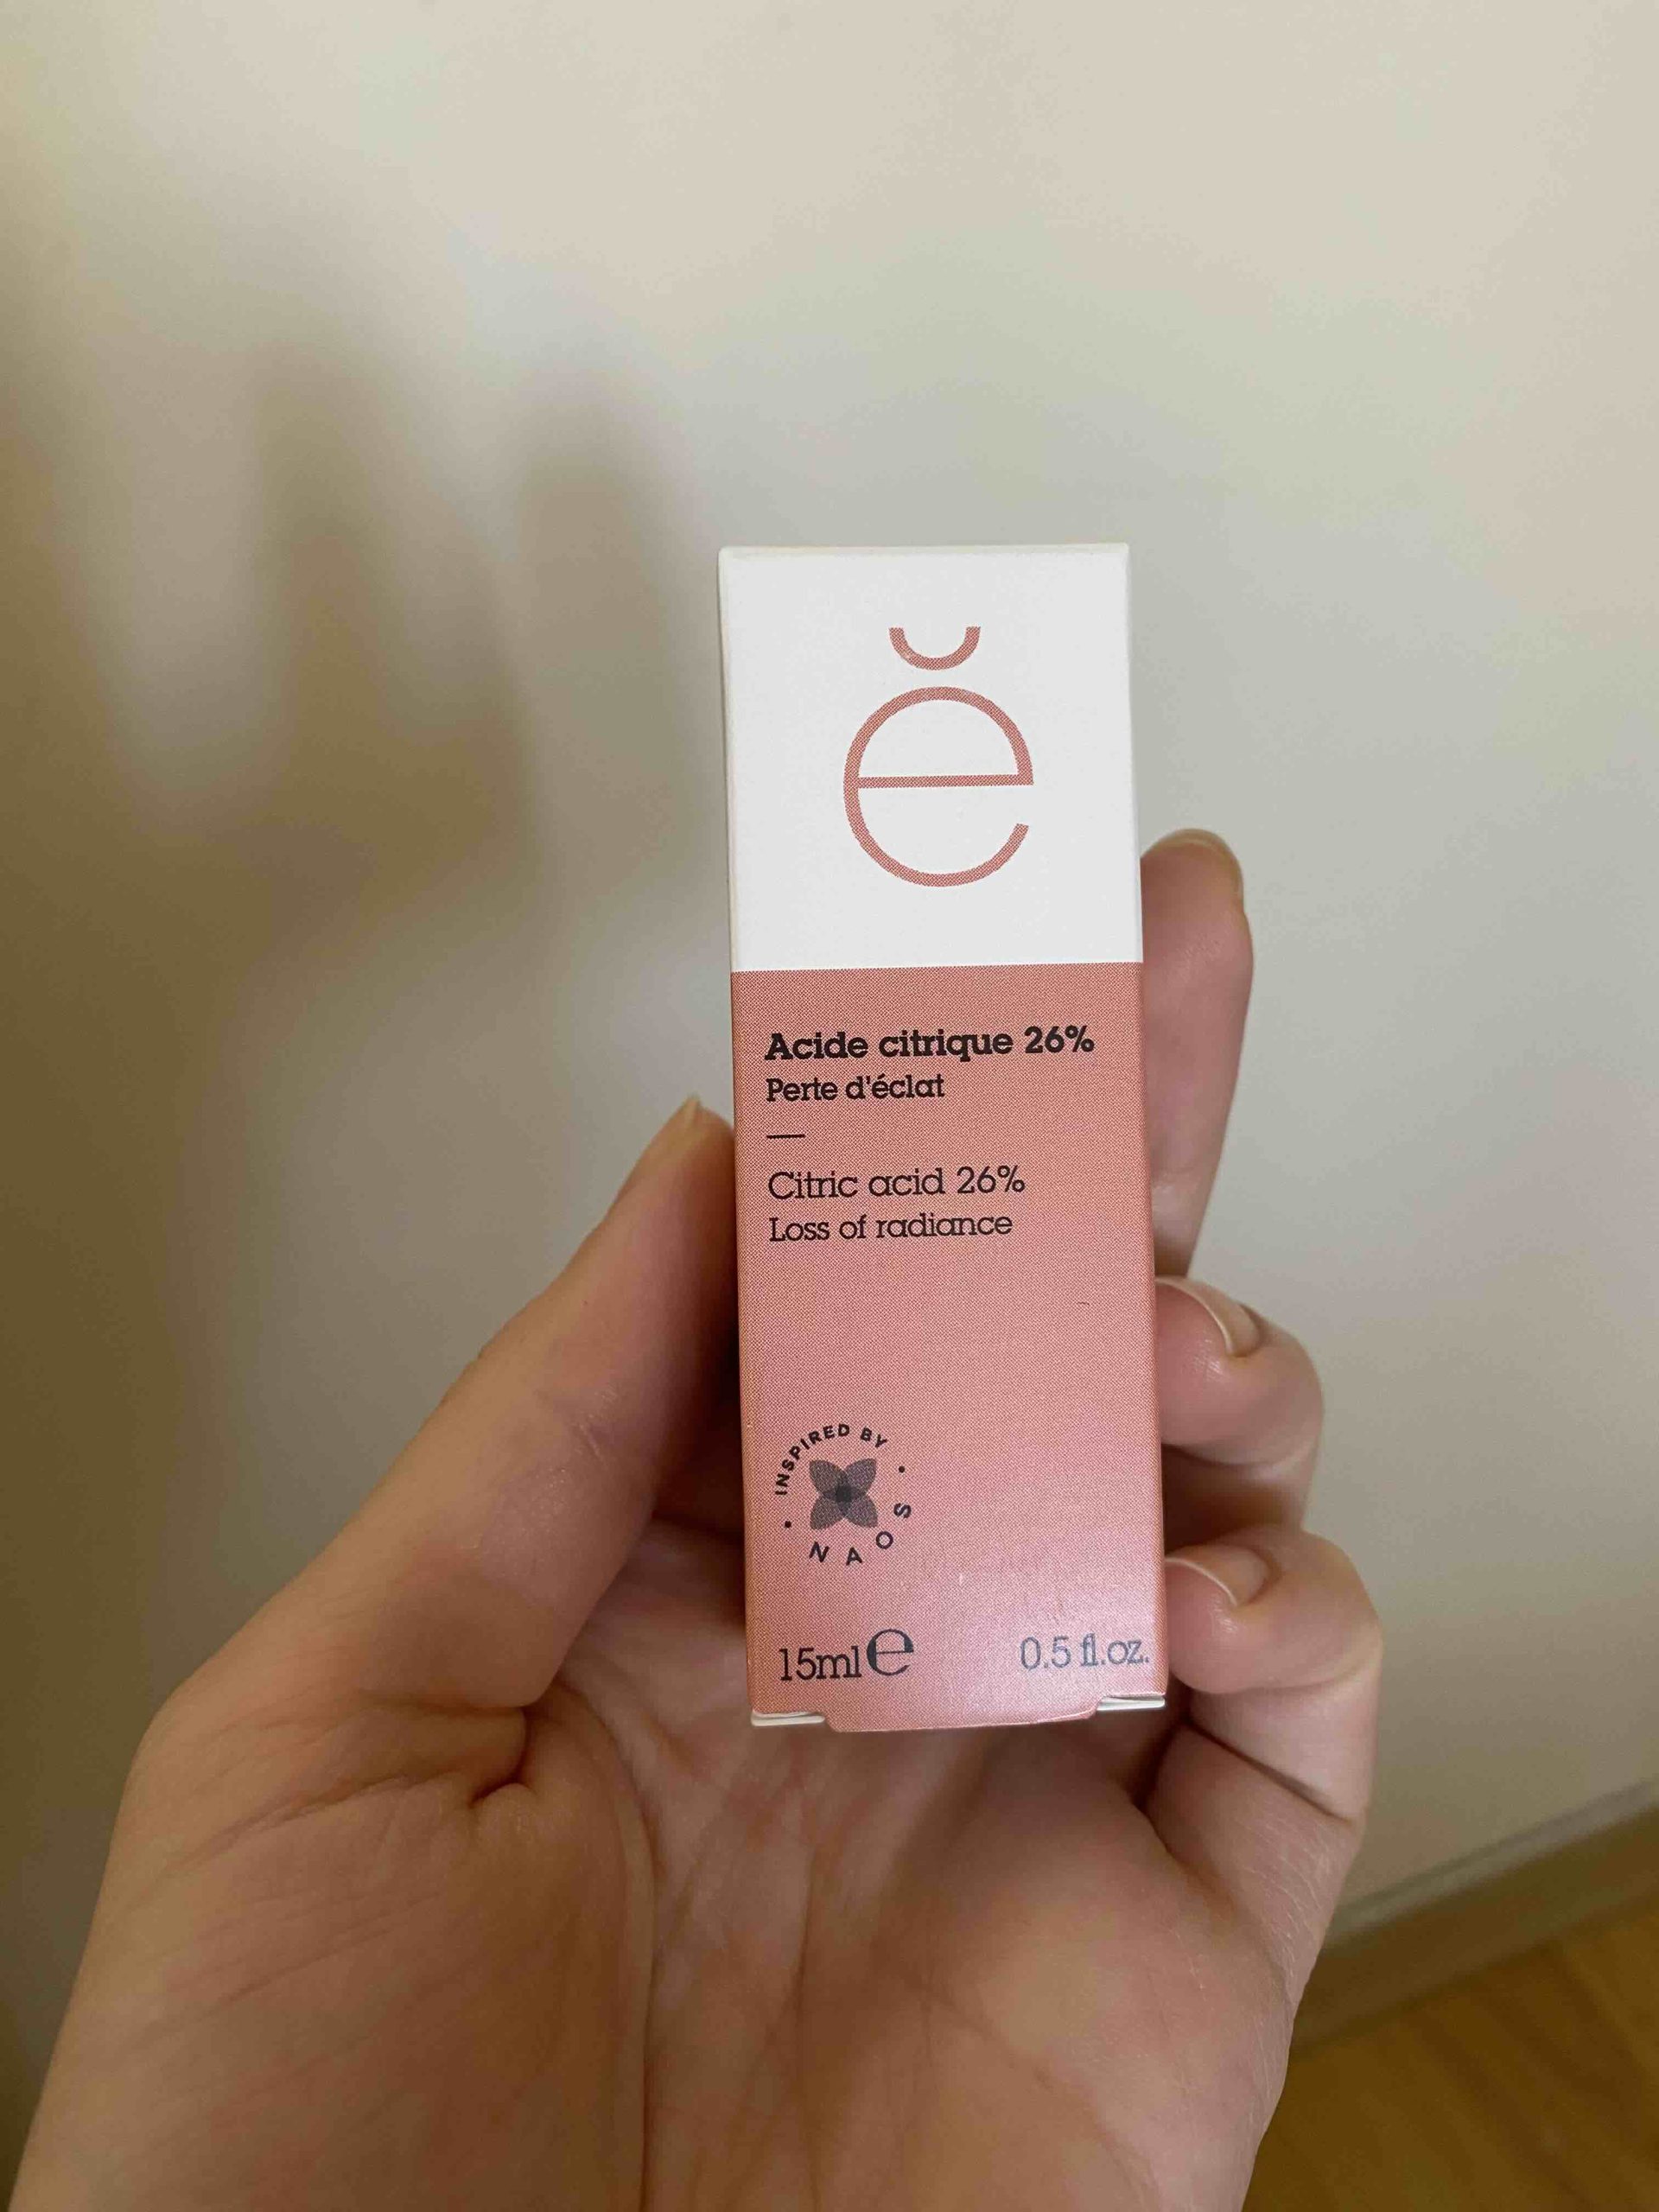 ĕ
Acide citrique 26%
Perte d'éclat
Citric acid 26%
Loss of radiance
INSPIRED BY
NAOS
15ml e 0.5 fl.oz.